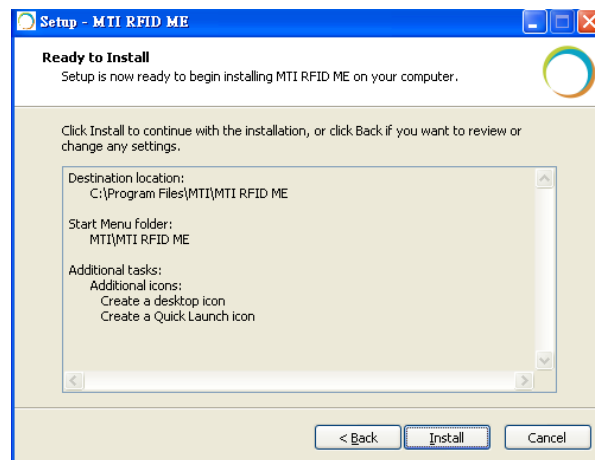 Setup - MTI RFID ME
Ready to Install
Setup is now ready to begin installing MTI RFID ME on your computer.
Click Install to continue with the installation, or click Back if you want to review or
change any settings.
Destination location:
C:\Program Files\MTI\MTI RFID ME
Start Menu folder:
MTI\MTI RFID ME
Additional tasks:
Additional icons:
Create a desktop icon
Create a Quick Launch icon
< Back
Install
Cancel